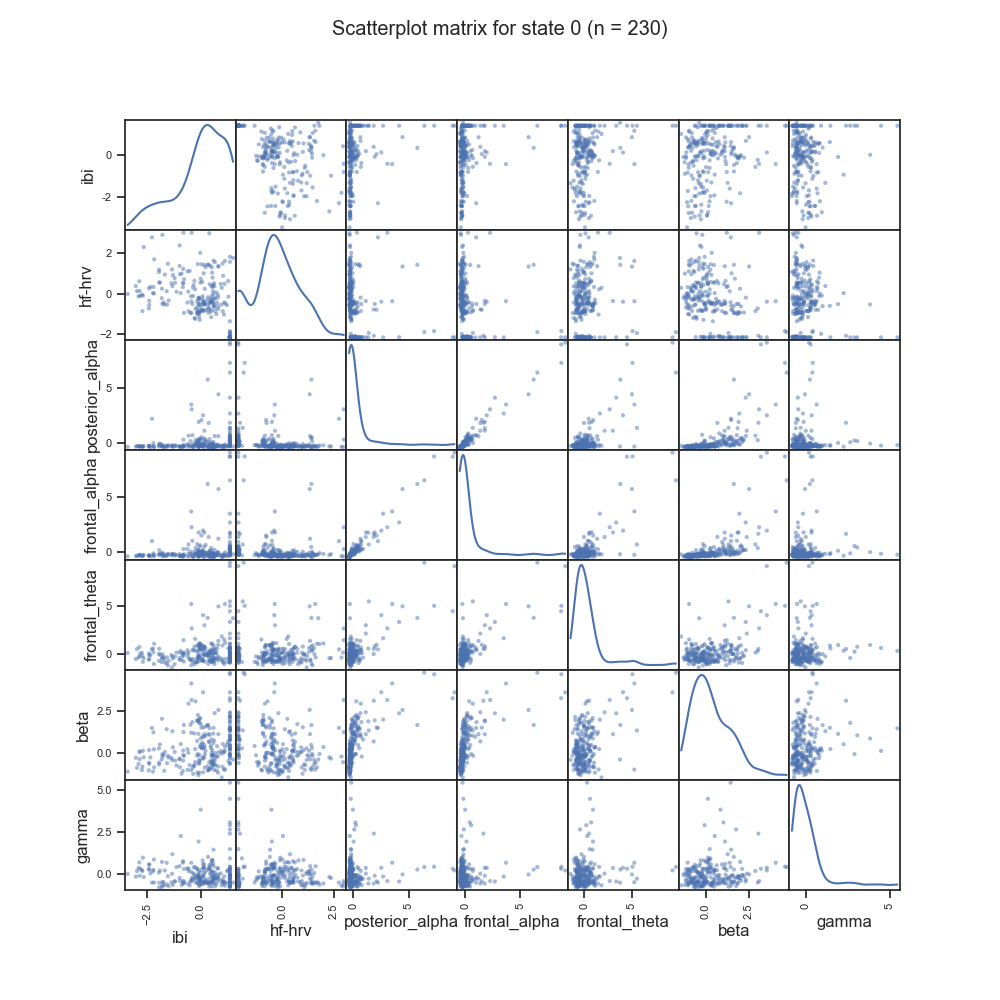 Scatterplot matrix for state 0 (n = 230)
ibi
0
-2
hf-hrv
2
0
−2
posterior_alpha
5
0
frontal_alpha
5
0
frontal_theta
5
0
beta
2.5
0.0
gamma
5.0
2.5
0.0
−2.5 0.0 0.0 2.5 0 5 0 5 0 5 0.0 2.5 0 5
ibi hf-hrv posterior_alpha frontal_alpha frontal_theta beta gamma